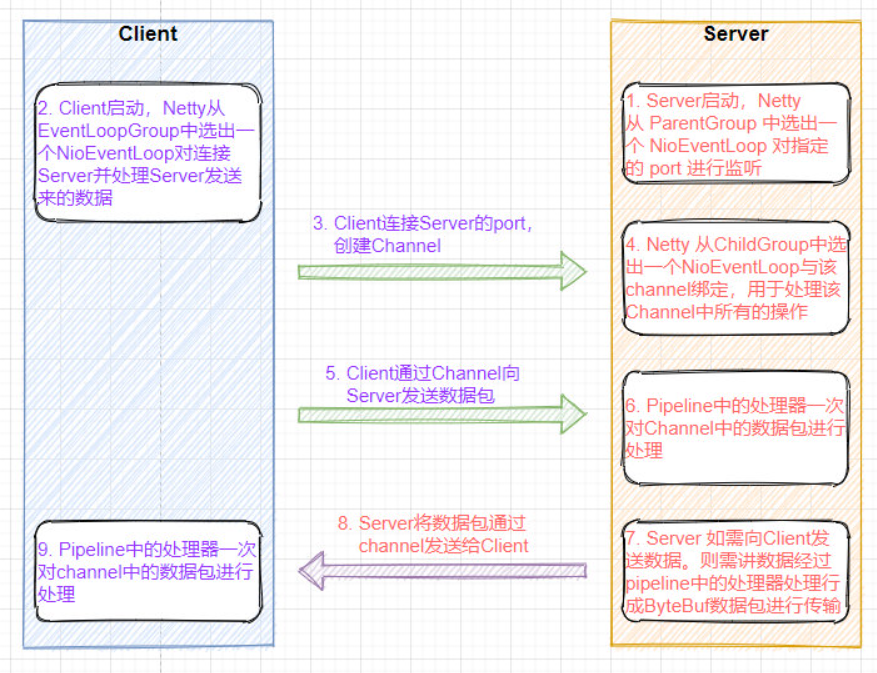 Client
Server
2. Client启动，Netty从
EventLoopGroup中选出一
个NioEventLoop对连接
Server并处理Server发送
来的数据
1. Server启动，Netty
从 ParentGroup 中选出一
个 NioEventLoop 对指定
的 port 进行监听
3. Client连接Server的port，
创建Channel
4. Netty 从ChildGroup中选
出一个NioEventLoop与该
channel绑定，用于处理该
Channel中所有的操作
5. Client通过Channel向
Server发送数据包
6. Pipeline中的处理器一次
对Channel中的数据包进行
处理
7. Server 如需向Client发
送数据。则需讲数据经过
pipeline中的处理器处理行
成ByteBuf数据包进行传输
8. Server将数据包通过
channel发送给Client
9. Pipeline中的处理器一次
对channel中的数据包进行
处理